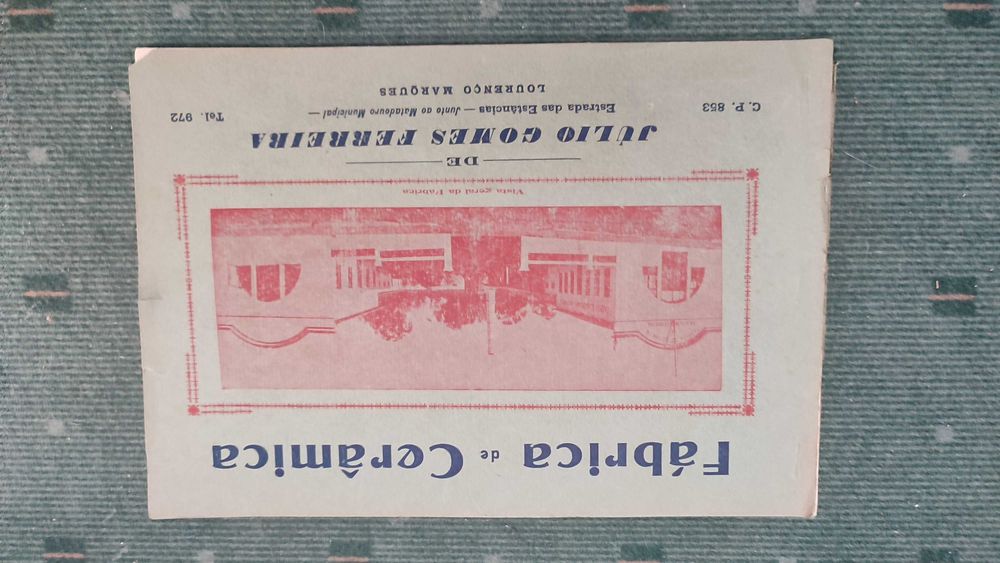 Fábrica de Cerâmica
Vista geral da Fábrica
DE
JÚLIO GOMES FERREIRA
Estrada das Estâncias — Junto ao Matadouro Municipal —
C. P. 853 Tel. 972
LOURENÇO MARQUES